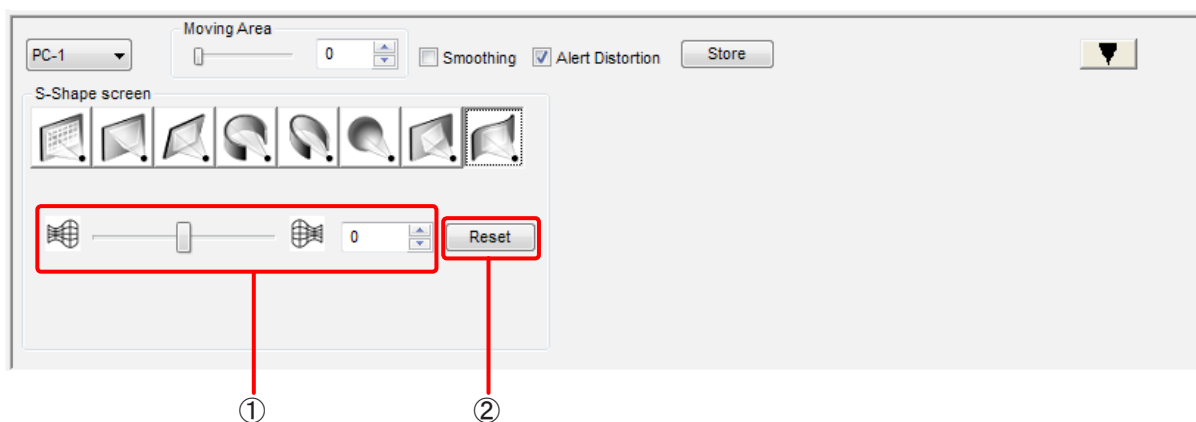 Moving Area
PC-1 0 Smoothing Alert Distortion Store
S-Shape screen
0 Reset
① ②